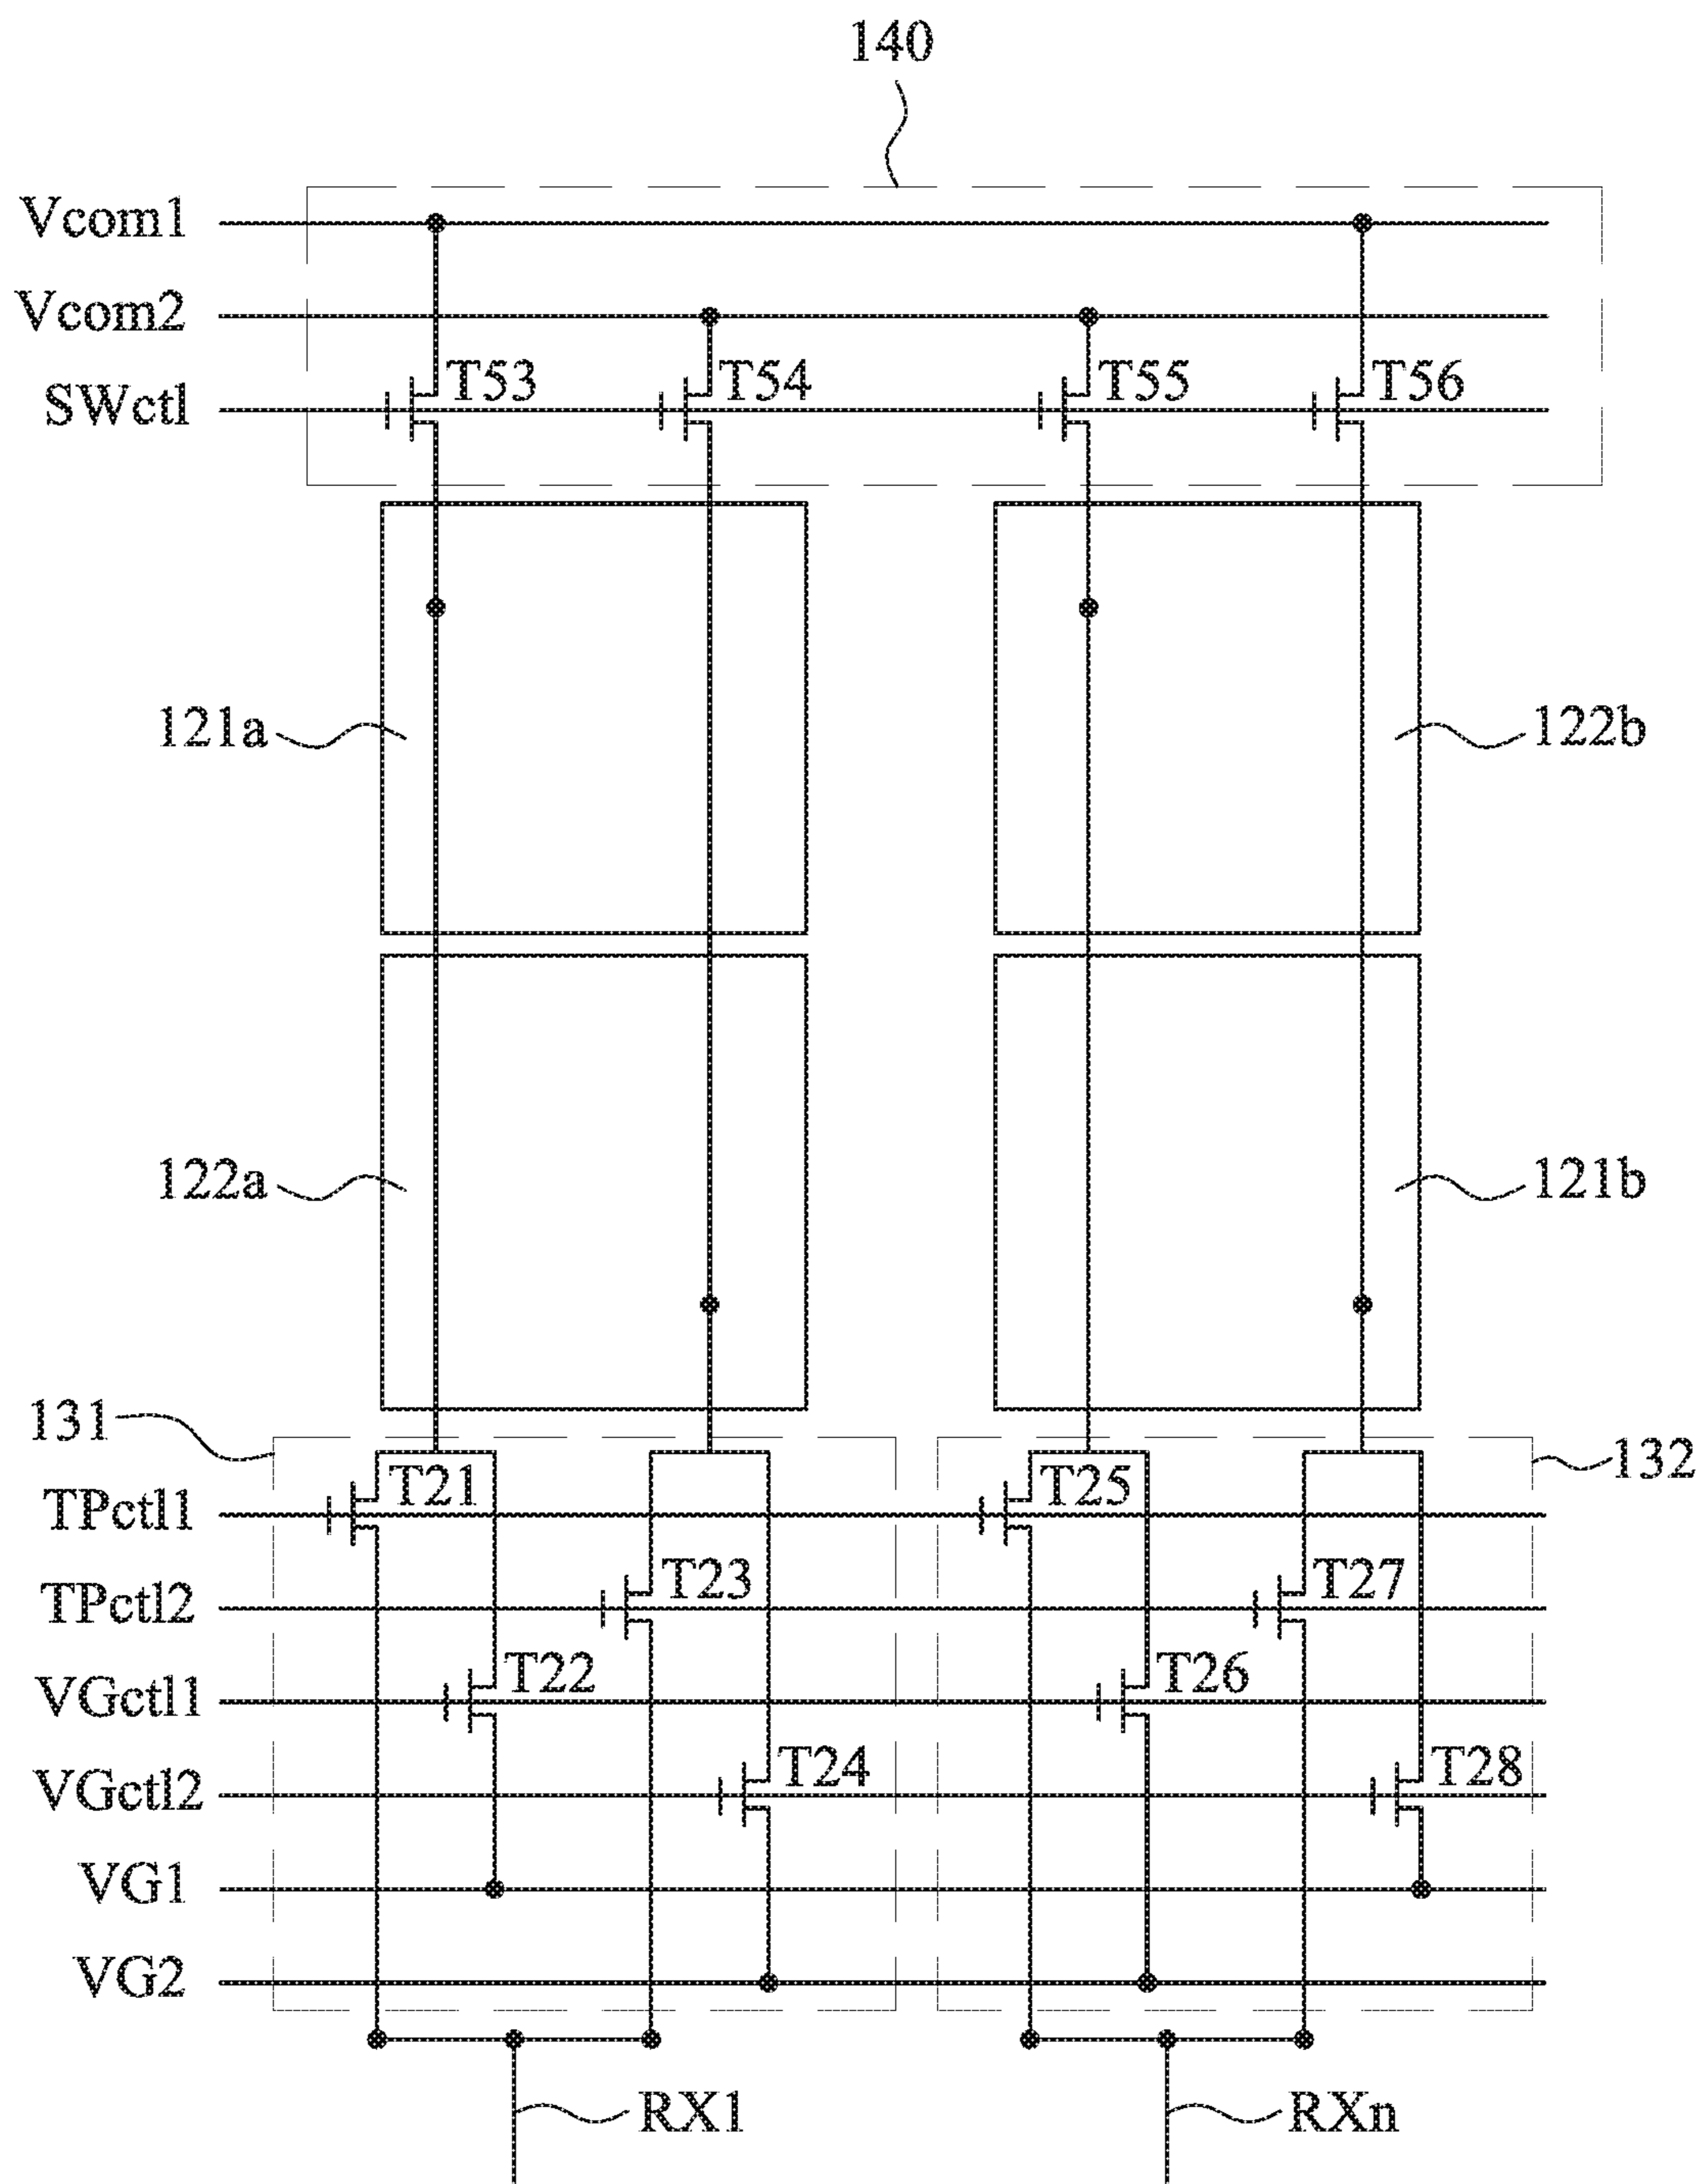 140
Vcom1
Vcom2
SWctl
T53
T54
T55
T56
121a
122b
122a
121b
131
132
TPctl1
T21
T25
TPctl2
T23
T27
VGctl1
T22
T26
VGctl2
T24
T28
VG1
VG2
RX1
RXn